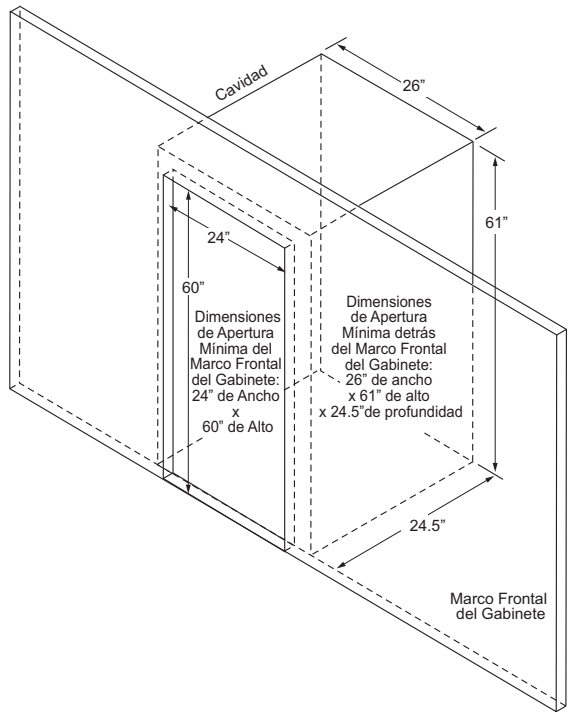 Cavidad
26”
61”
24”
60”
Dimensiones
de Apertura
Mínima del
Marco Frontal
del Gabinete:
24” de Ancho
x
60” de Alto
Dimensiones
de Apertura
Mínima detrás
del Marco Frontal
del Gabinete:
26” de ancho
x 61” de alto
x 24.5”de profundidad
24.5”
Marco Frontal
del Gabinete